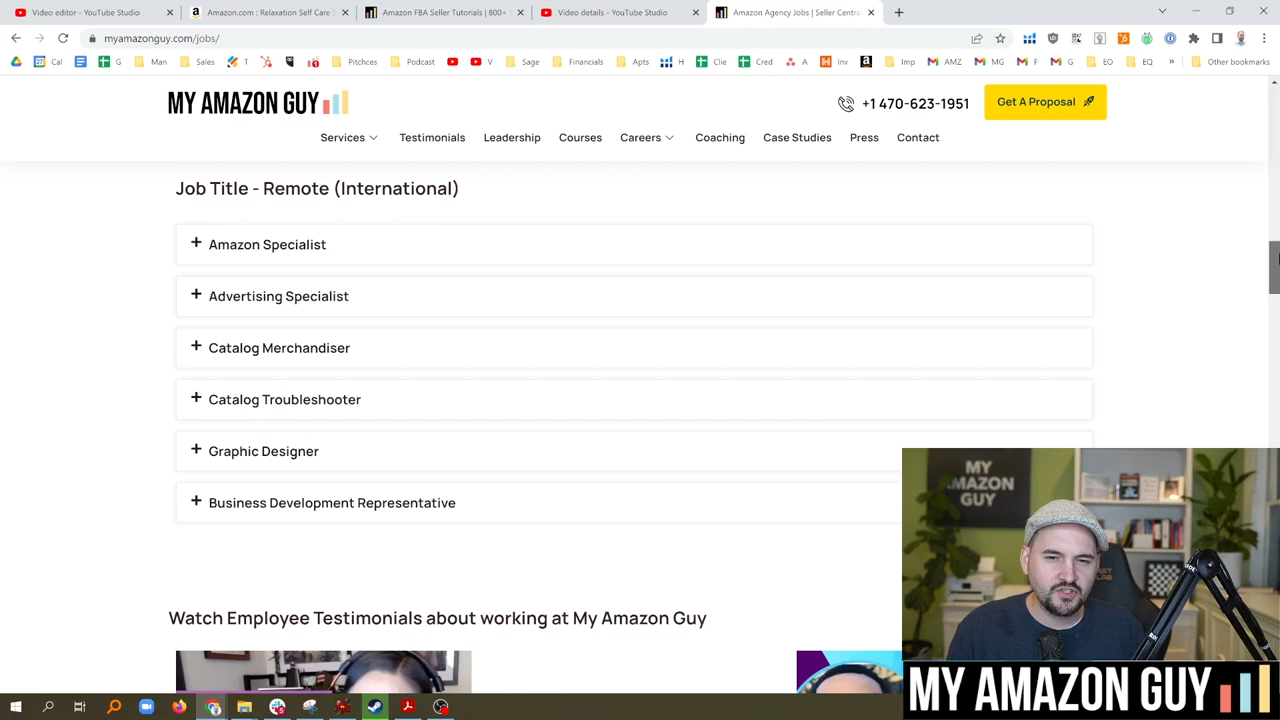 Video editor - YouTube Studio
Amazon.com : Relaxation Self Care S
Amazon FBA Seller Tutorials | 800+
Video details - YouTube Studio
Amazon Agency Jobs | Seller Centra
myamazonguy.com/jobs/
Cal
G
Man
Sales
T
Pitchces
Podcast
V
Sage
Financials
Apts
H
Clie
Cred
A
Inv
Imp
AMZ
MG
F
G
EO
EQ
»
Other bookmarks
MY AMAZON GUY
+1 470-623-1951
Get A Proposal
Services
Testimonials
Leadership
Courses
Careers
Coaching
Case Studies
Press
Contact
Job Title - Remote (International)
+ Amazon Specialist
+ Advertising Specialist
+ Catalog Merchandiser
+ Catalog Troubleshooter
+ Graphic Designer
+ Business Development Representative
Watch Employee Testimonials about working at My Amazon Guy
MY
AMAZON
GUY
MY AMAZON GUY